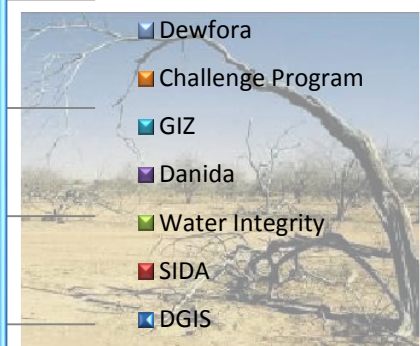 Dewfora
Challenge Program
GIZ
Danida
Water Integrity
SIDA
DGIS